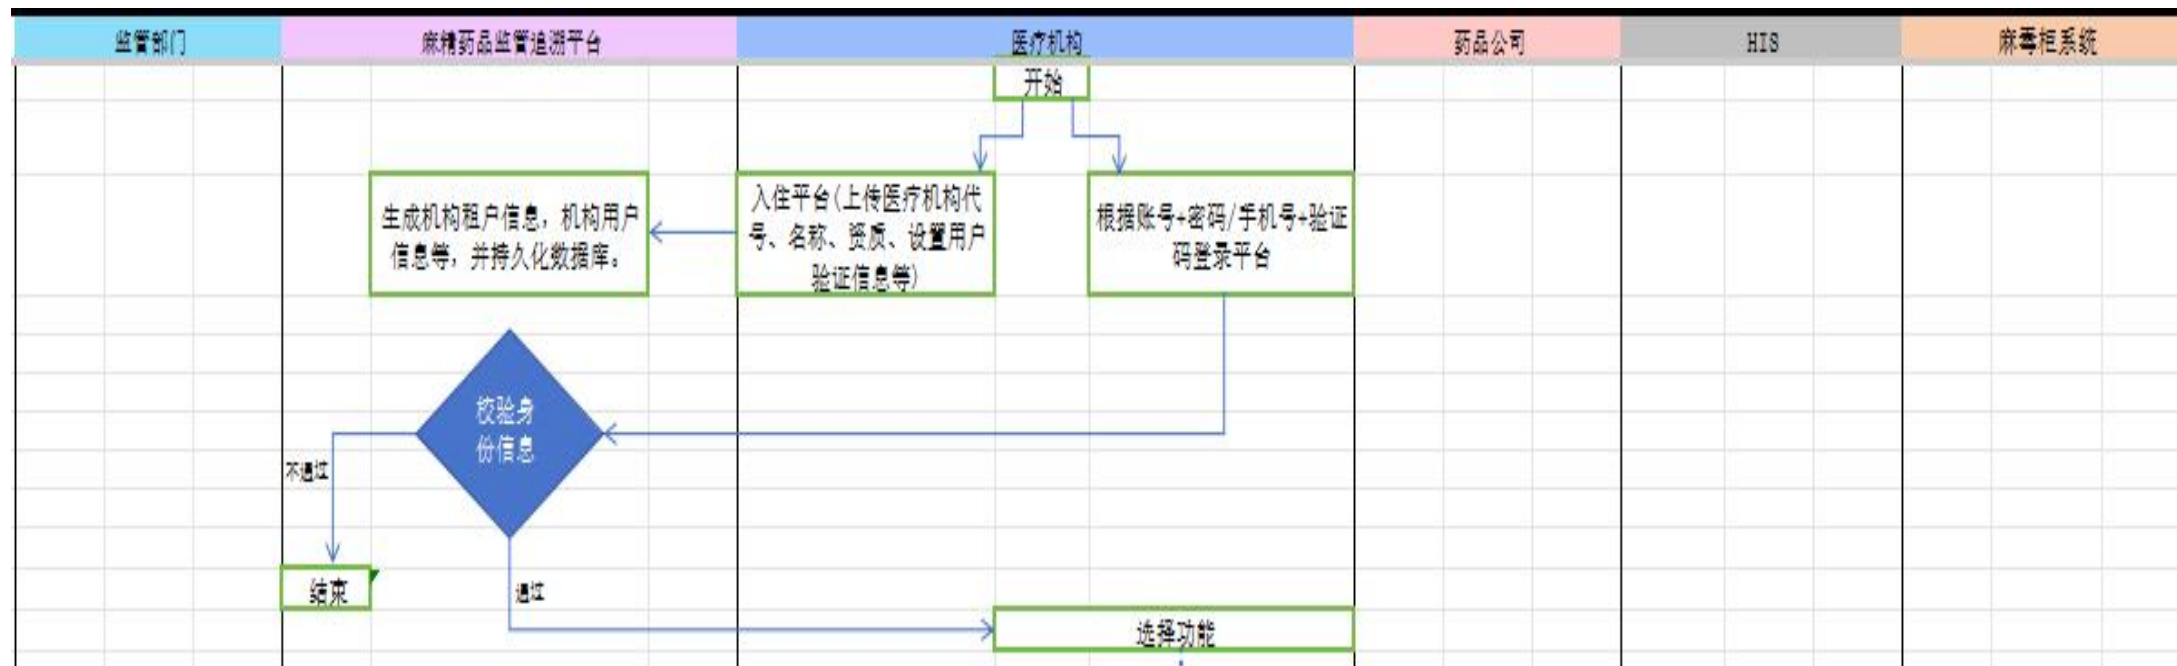 监管部门
麻精药品监管追溯平台
医疗机构
药品公司
HIS
麻毒柜系统
开始
生成机构租户信息，机构用户
信息等，并持久化数据库。
入住平台(上传医疗机构代
号、名称、资质、设置用户
验证信息等)
根据账号+密码/手机号+验证
码登录平台
校验身
份信息
不通过
结束
通过
选择功能